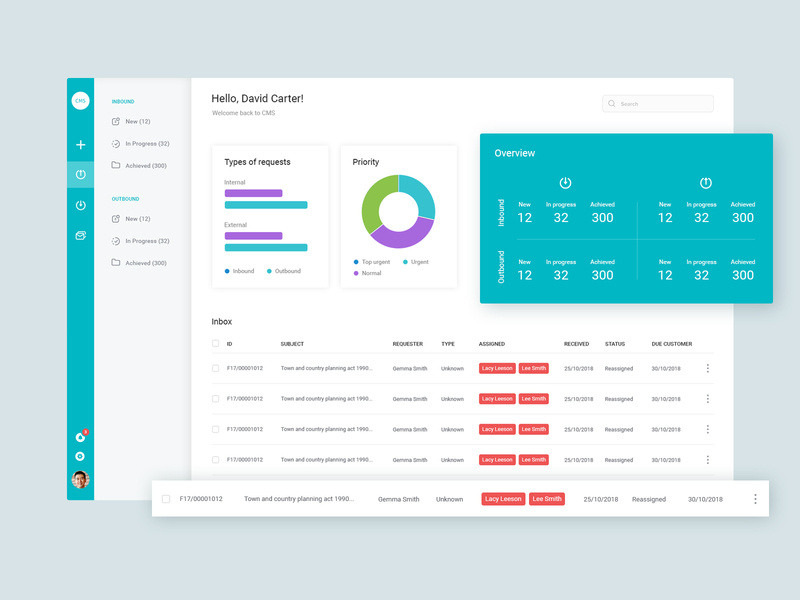 CMS
INBOUND
New (12)
In Progress (32)
Achieved (300)
OUTBOUND
New (12)
In Progress (32)
Achieved (300)
Hello, David Carter!
Welcome back to CMS
Search
Types of requests
Internal
External
Inbound Outbound
Priority
Top urgent Urgent
Normal
Overview
Inbound
New In progress Achieved New In progress Achieved
12 32 300 12 32 300
Outbound
New In progress Achieved New In progress Achieved
12 32 300 12 32 300
Inbox
ID SUBJECT REQUESTER TYPE ASSIGNED RECEIVED STATUS DUE CUSTOMER
F17/00001012 Town and country planning act 1990... Gemma Smith Unknown Lacy Leeson Lee Smith 25/10/2018 Reassigned 30/10/2018
F17/00001012 Town and country planning act 1990... Gemma Smith Unknown Lacy Leeson Lee Smith 25/10/2018 Reassigned 30/10/2018
F17/00001012 Town and country planning act 1990... Gemma Smith Unknown Lacy Leeson Lee Smith 25/10/2018 Reassigned 30/10/2018
F17/00001012 Town and country planning act 1990... Gemma Smith Unknown Lacy Leeson Lee Smith 25/10/2018 Reassigned 30/10/2018
F17/00001012 Town and country planning act 1990... Gemma Smith Unknown Lacy Leeson Lee Smith 25/10/2018 Reassigned 30/10/2018